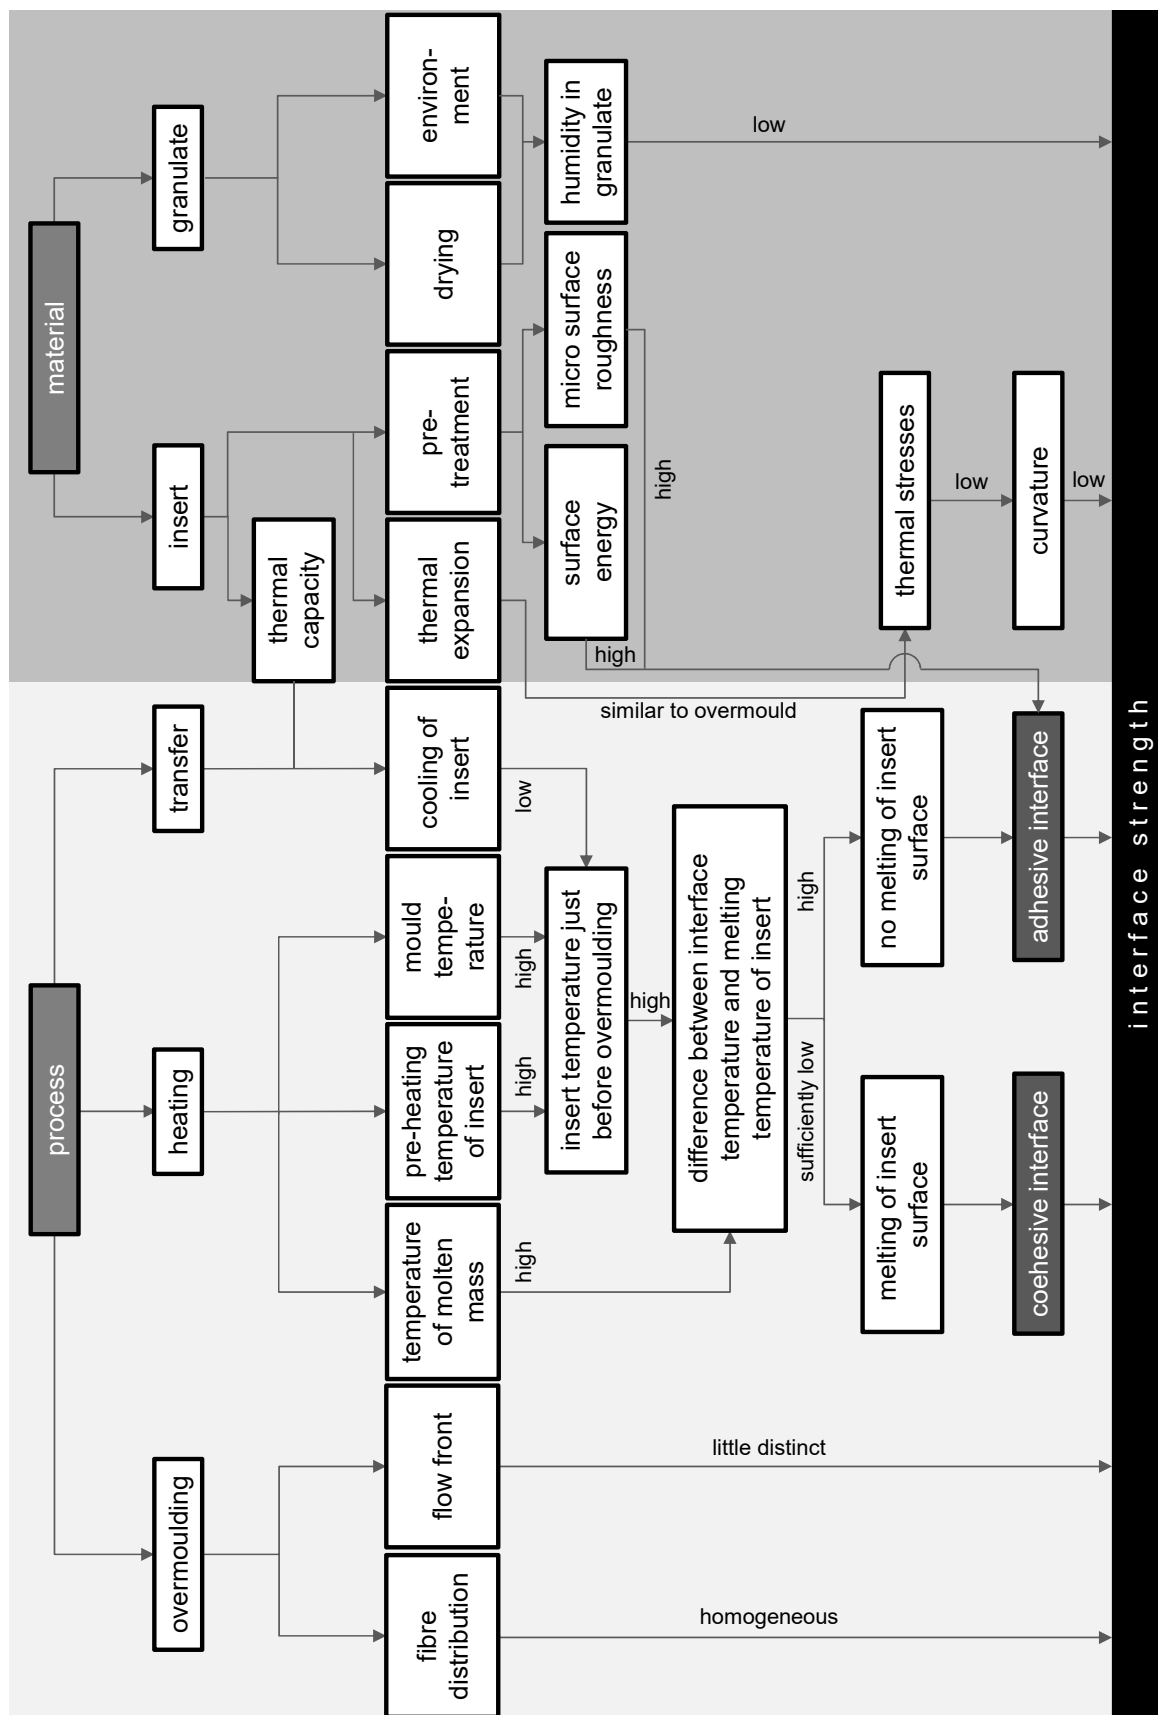 process
material
overmoulding
heating
transfer
insert
granulate
thermal
capacity
fibre
distribution
flow front
temperature
of molten
mass
pre-heating
temperature
of insert
mould
tempe-
rature
cooling of
insert
thermal
expansion
pre-
treatment
drying
environ-
ment
high
high
high
low
insert temperature just
before overmoulding
surface
energy
micro surface
roughness
humidity in
granulate
high
high
high
similar to overmould
low
difference between interface
temperature and melting
temperature of insert
little distinct
homogeneous
sufficiently low
high
melting of insert
surface
no melting of insert
surface
thermal stresses
low
coehesive interface
adhesive interface
curvature
low
interface strength